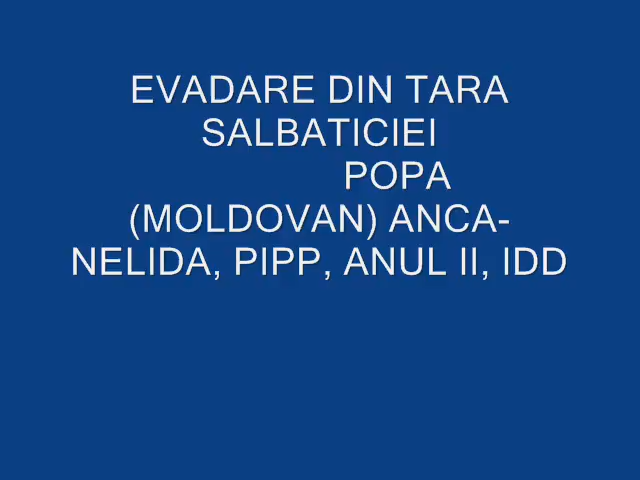 EVADARE DIN TARA
SALBATICIEI
POPA
(MOLDOVAN) ANCA-
NELIDA, PIPP, ANUL II, IDD